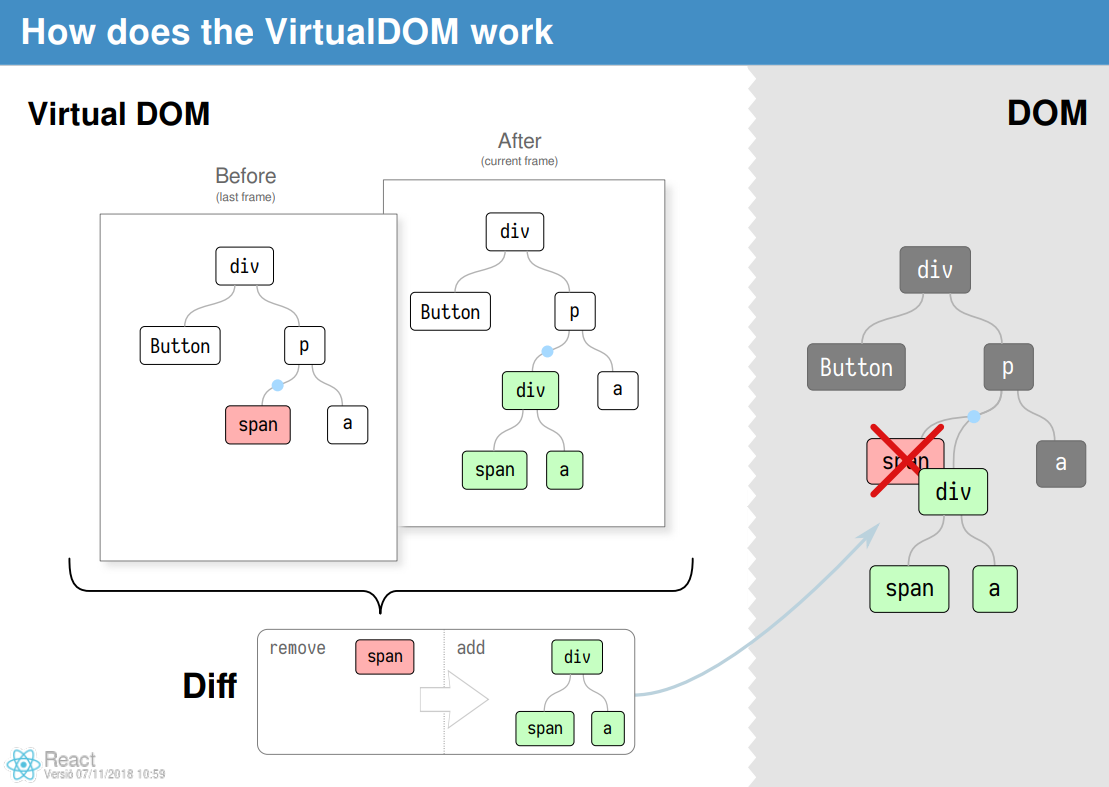 How does the VirtualDOM work
Virtual DOM
DOM
Before
(last frame)
After
(current frame)
div
Button
p
span
a
div
Button
p
div
a
span
a
div
Button
p
span
a
div
span
a
Diff
remove
span
add
div
span
a
React
Versió 07/11/2018 10:59